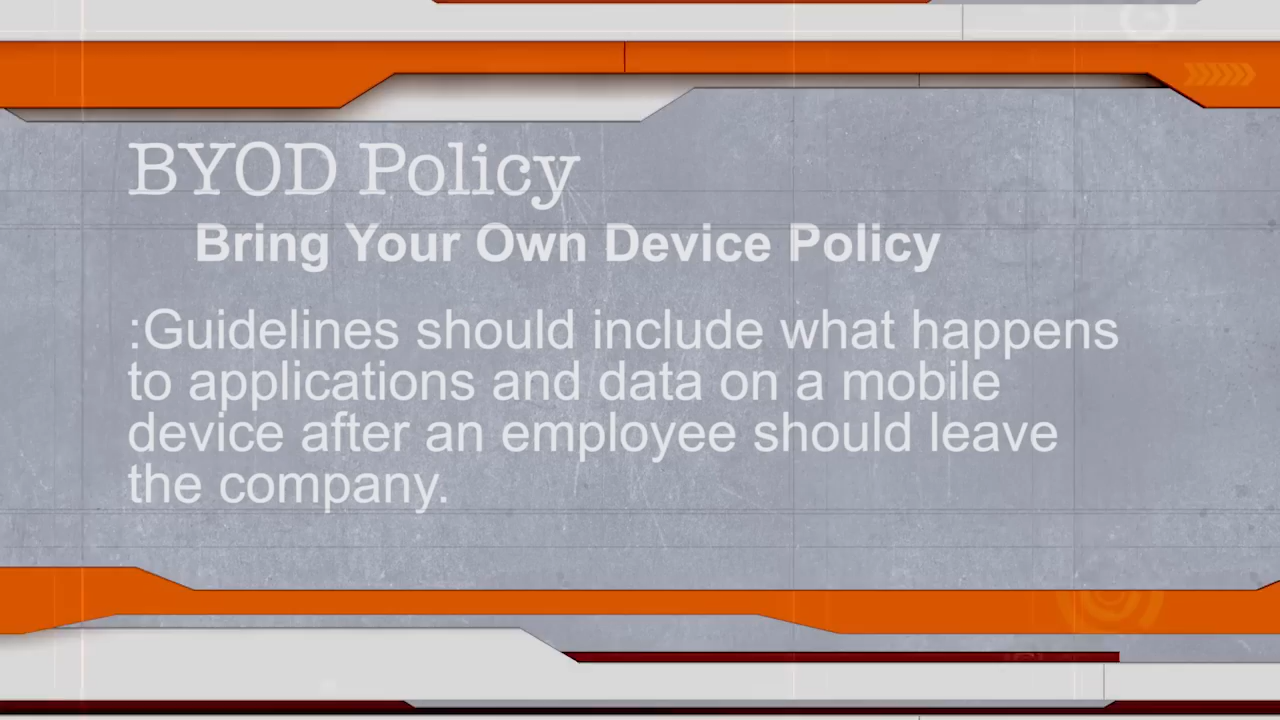 BYOD Policy
Bring Your Own Device Policy
:Guidelines should include what happens
to applications and data on a mobile
device after an employee should leave
the company.